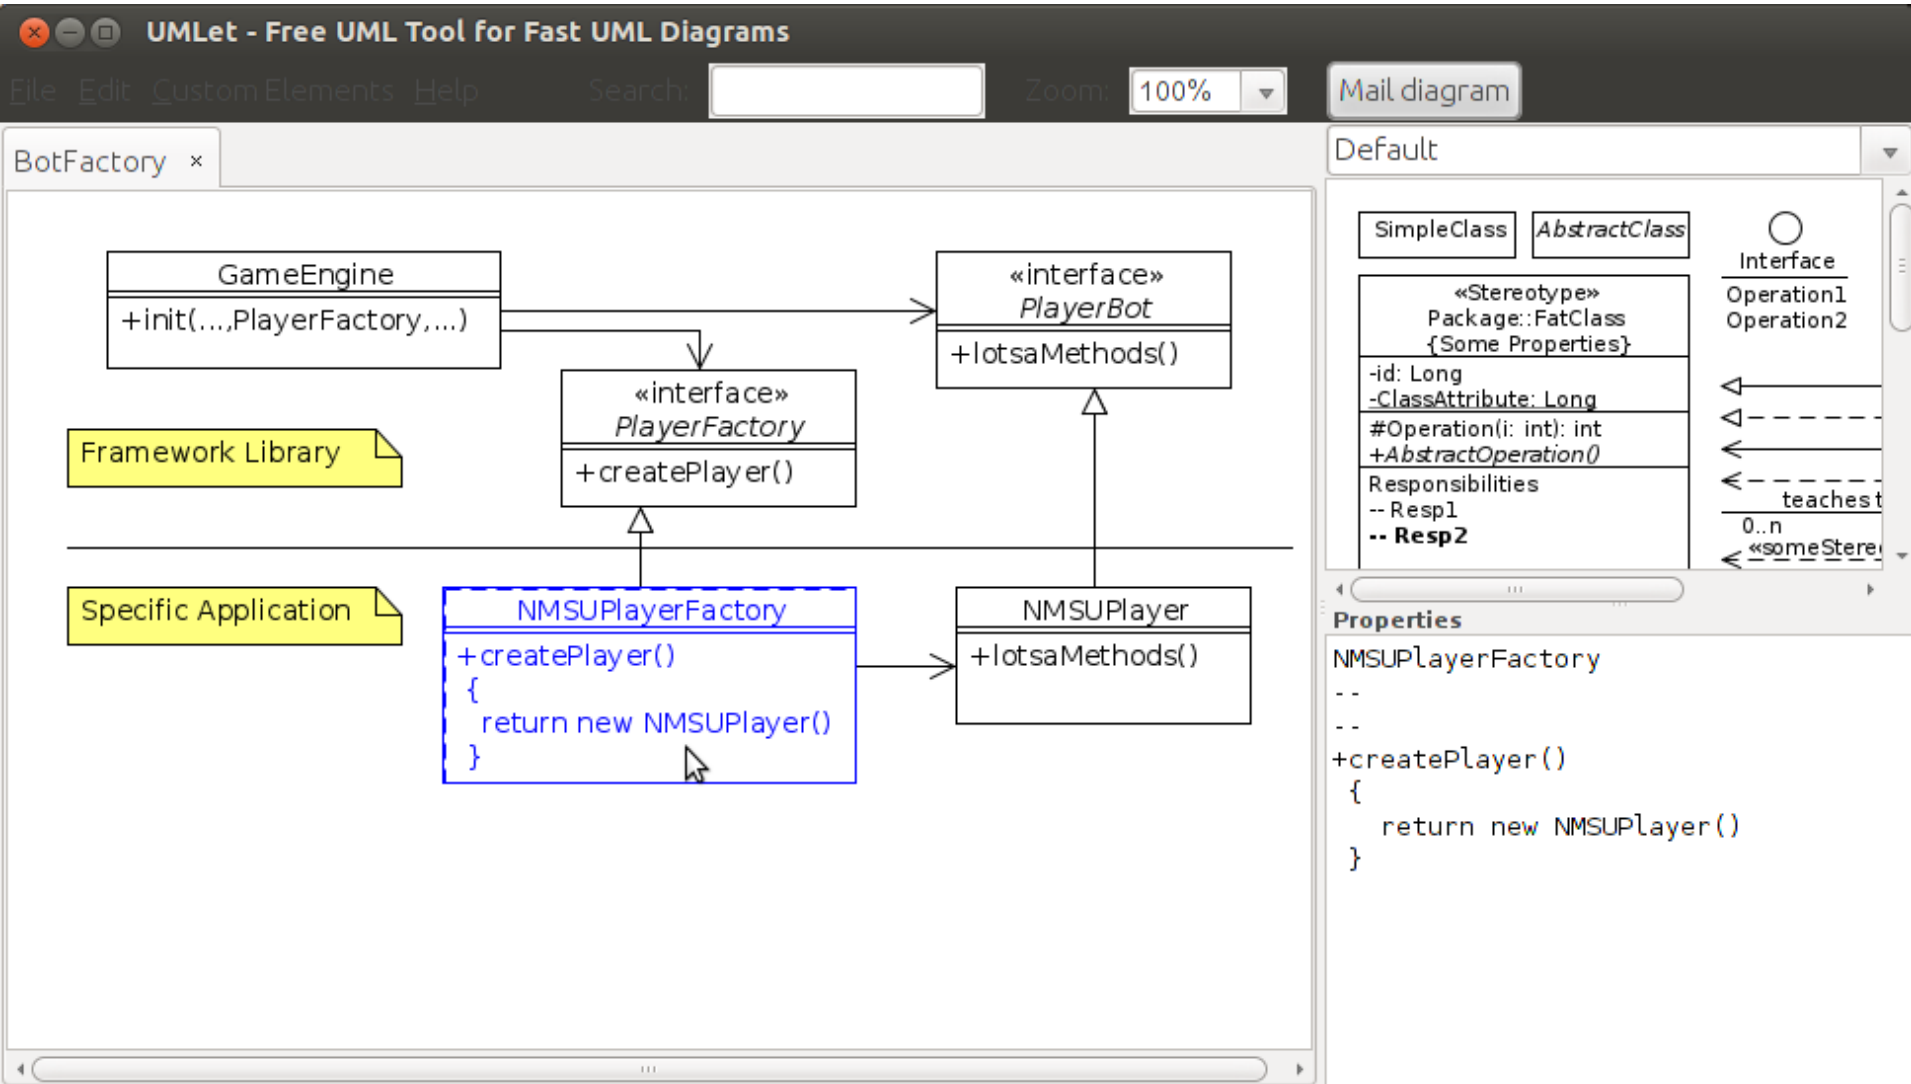 UMLet - Free UML Tool for Fast UML Diagrams
File Edit Custom Elements Help Search: Zoom: 100% Mail diagram
BotFactory
Default
GameEngine
+init(...,PlayerFactory,...)
«interface»
PlayerBot
+lotsaMethods()
«interface»
PlayerFactory
+createPlayer()
Framework Library
Specific Application
NMSUPlayerFactory
+createPlayer()
{
return new NMSUPlayer()
}
NMSUPlayer
+lotsaMethods()
SimpleClass
AbstractClass
Interface
Operation1
Operation2
«Stereotype»
Package::FatClass
{Some Properties}
-id: Long
-ClassAttribute: Long
#Operation(i: int): int
+AbstractOperation()
Responsibilities
-- Resp1
-- Resp2
teaches t
0..n
«someStere
Properties
NMSUPlayerFactory
--
--
+createPlayer()
{
return new NMSUPlayer()
}